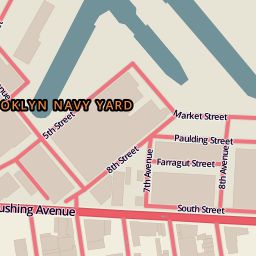 OKLYN NAVY YARD
Market Street
5th Street
Paulding Street
8th Street
7th Avenue
Farragut Street
8th Avenue
ushing Avenue
South Street